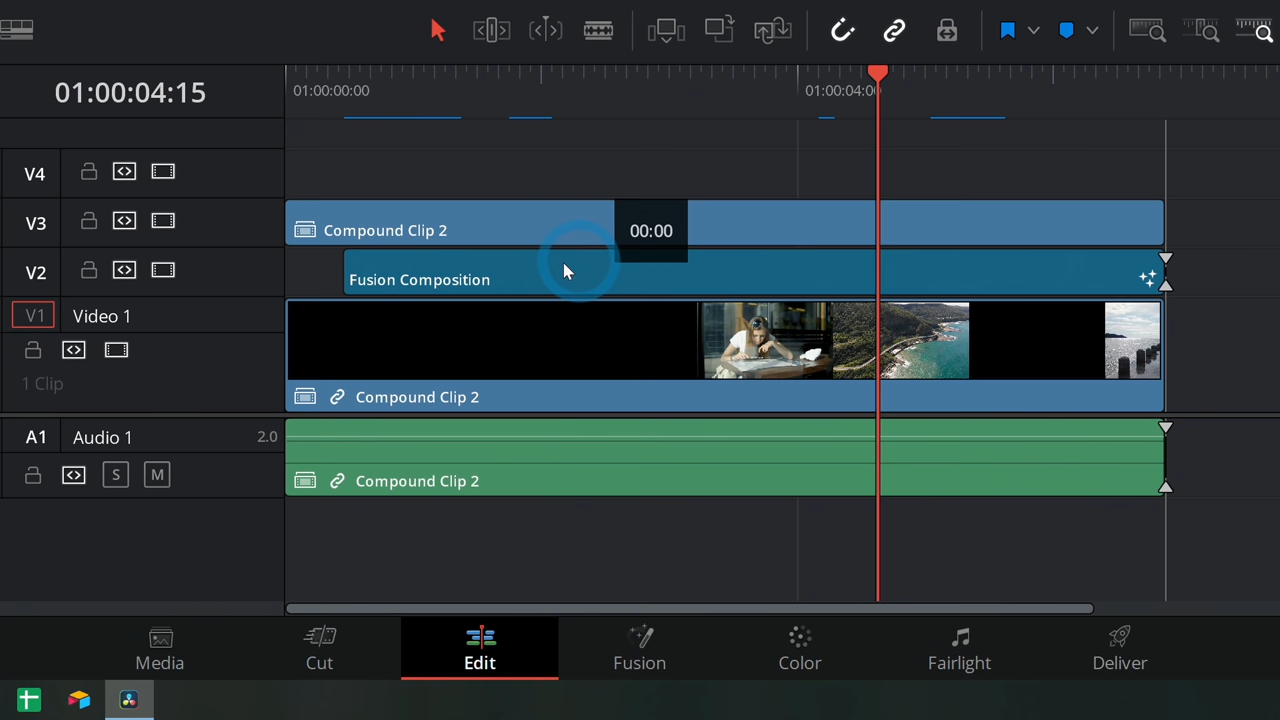 01:00:04:15
01:00:00:00
01:00:04:00
V4
V3
Compound Clip 2
00:00
V2
Fusion Composition
V1
Video 1
1 Clip
Compound Clip 2
A1
Audio 1
2.0
S
M
Compound Clip 2
Media
Cut
Edit
Fusion
Color
Fairlight
Deliver